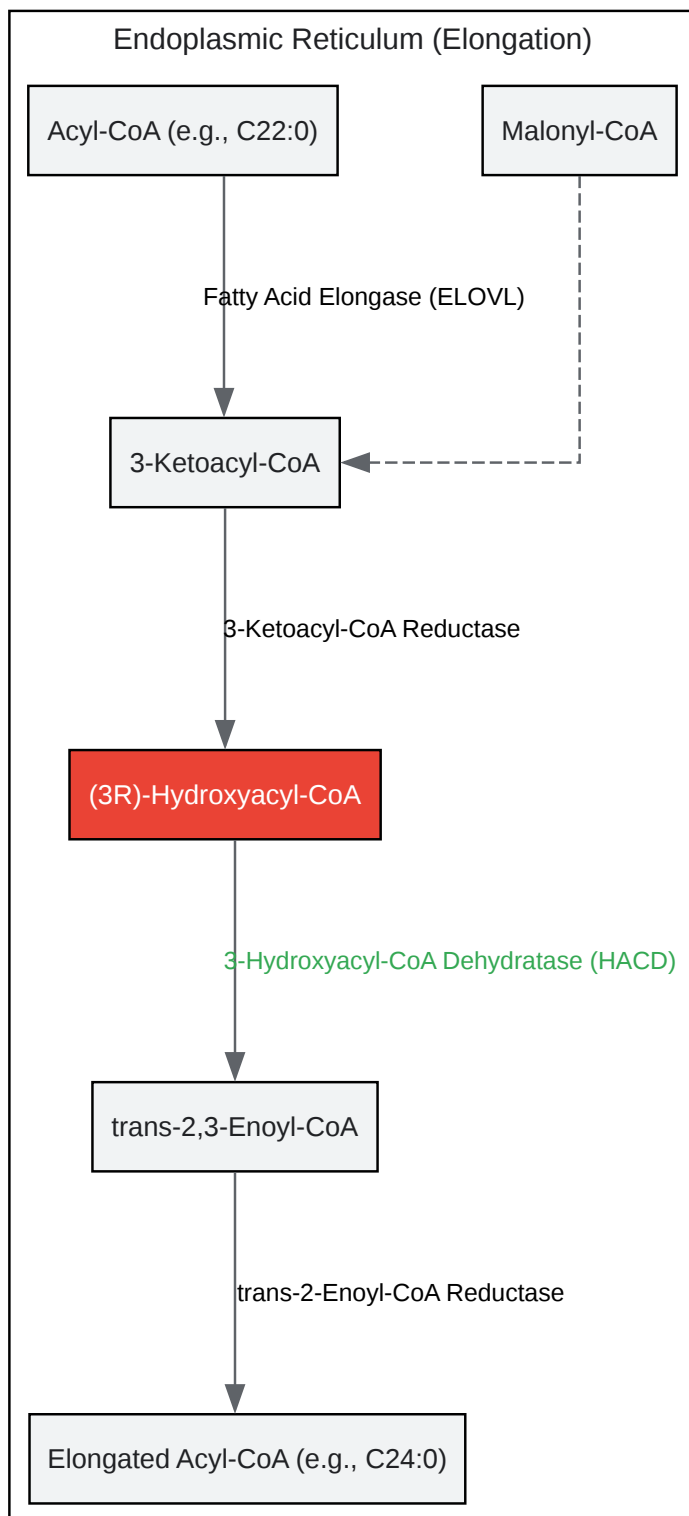 Endoplasmic Reticulum (Elongation)
Acyl-CoA (e.g., C22:0)
Malonyl-CoA
Fatty Acid Elongase (ELOVL)
3-Ketoacyl-CoA
3-Ketoacyl-CoA Reductase
(3R)-Hydroxyacyl-CoA
3-Hydroxyacyl-CoA Dehydratase (HACD)
trans-2,3-Enoyl-CoA
trans-2-Enoyl-CoA Reductase
Elongated Acyl-CoA (e.g., C24:0)